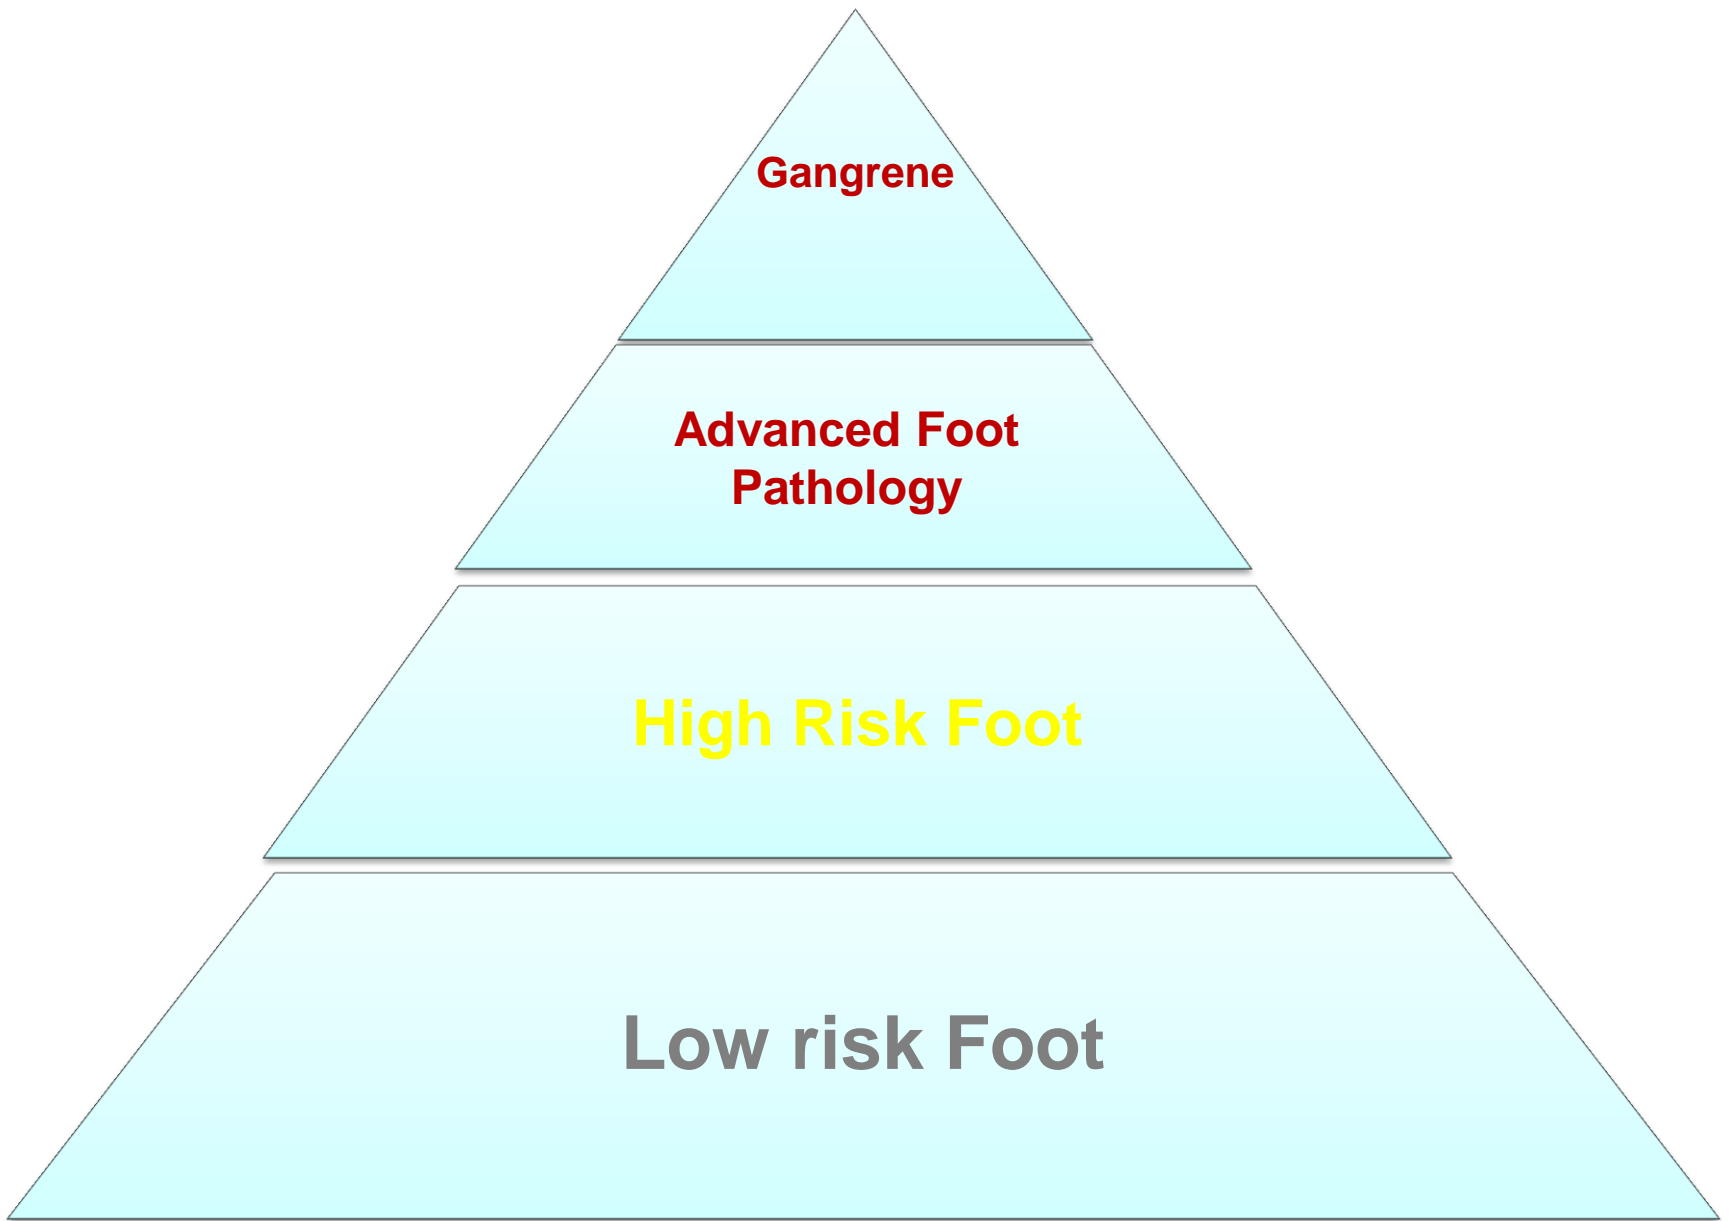 Gangrene
Advanced Foot
Pathology
High Risk Foot
Low risk Foot